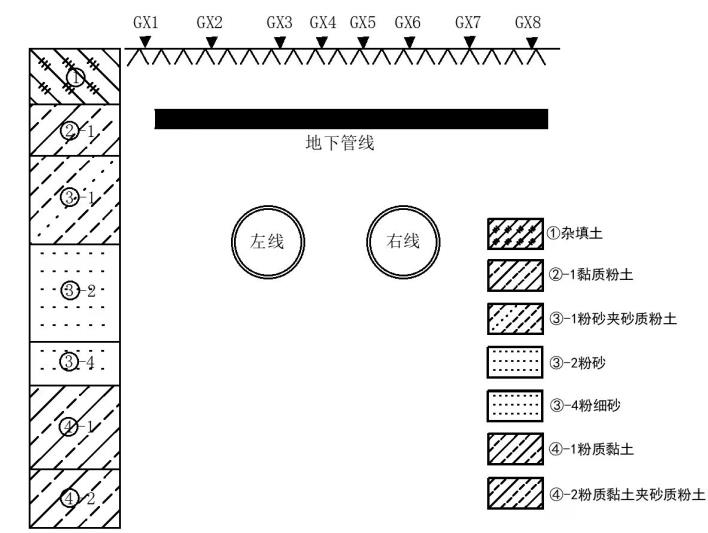 GX1 GX2 GX3 GX4 GX5 GX6 GX7 GX8
①
②-1
地下管线
③-1
左线 右线
③-2
③-4
④-1
④-2
①杂填土
②-1黏质粉土
③-1粉砂夹砂质粉土
③-2粉砂
③-4粉细砂
④-1粉质黏土
④-2粉质黏土夹砂质粉土